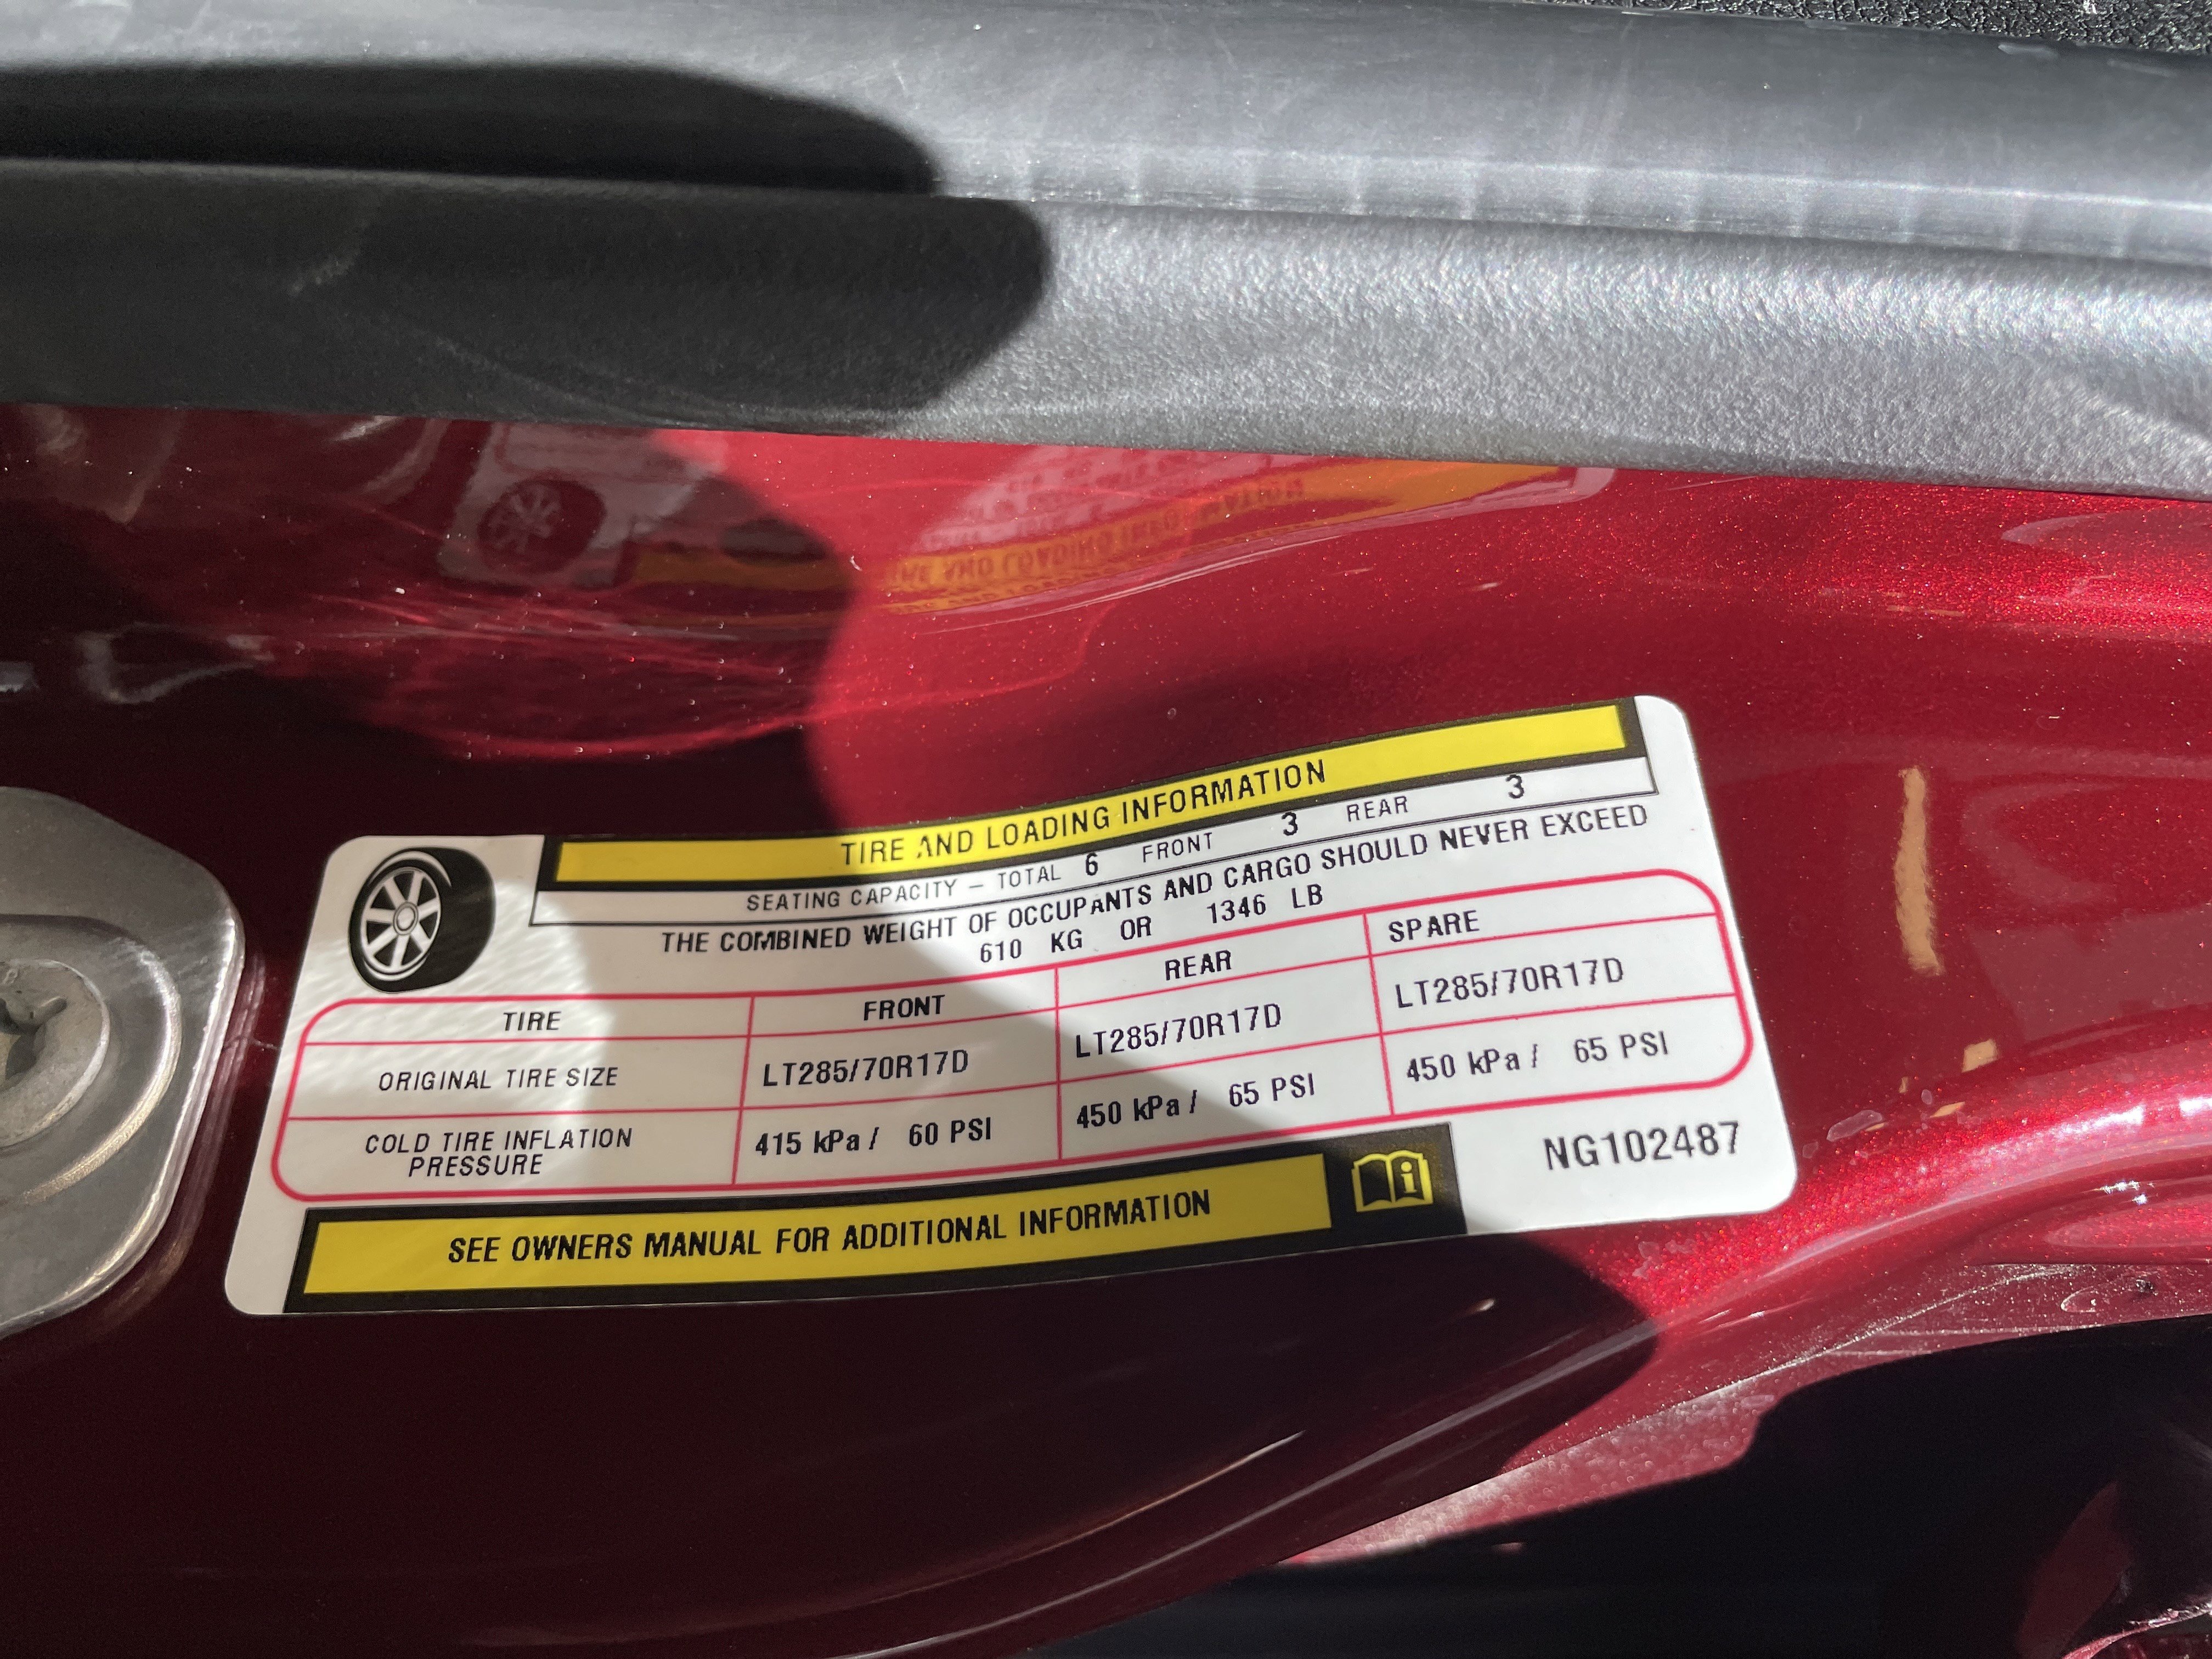 TIRE AND LOADING INFORMATION
SEATING CAPACITY – TOTAL 6 FRONT 3 REAR 3
THE COMBINED WEIGHT OF OCCUPANTS AND CARGO SHOULD NEVER EXCEED
610 KG OR 1346 LB
TIRE FRONT REAR SPARE
ORIGINAL TIRE SIZE LT285/70R17D LT285/70R17D LT285/70R17D
COLD TIRE INFLATION PRESSURE 415 kPa / 60 PSI 450 kPa / 65 PSI 450 kPa / 65 PSI
SEE OWNERS MANUAL FOR ADDITIONAL INFORMATION
NG102487